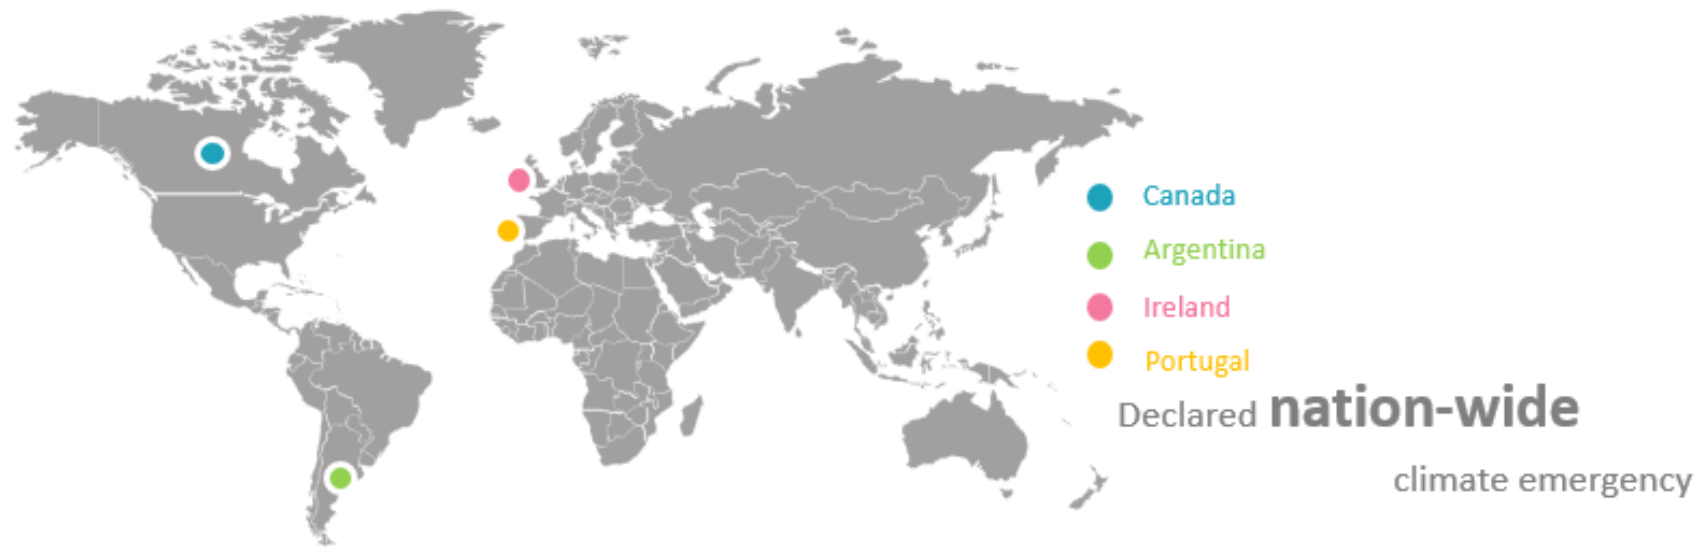 Canada
Argentina
Ireland
Portugal
Declared nation-wide
climate emergency